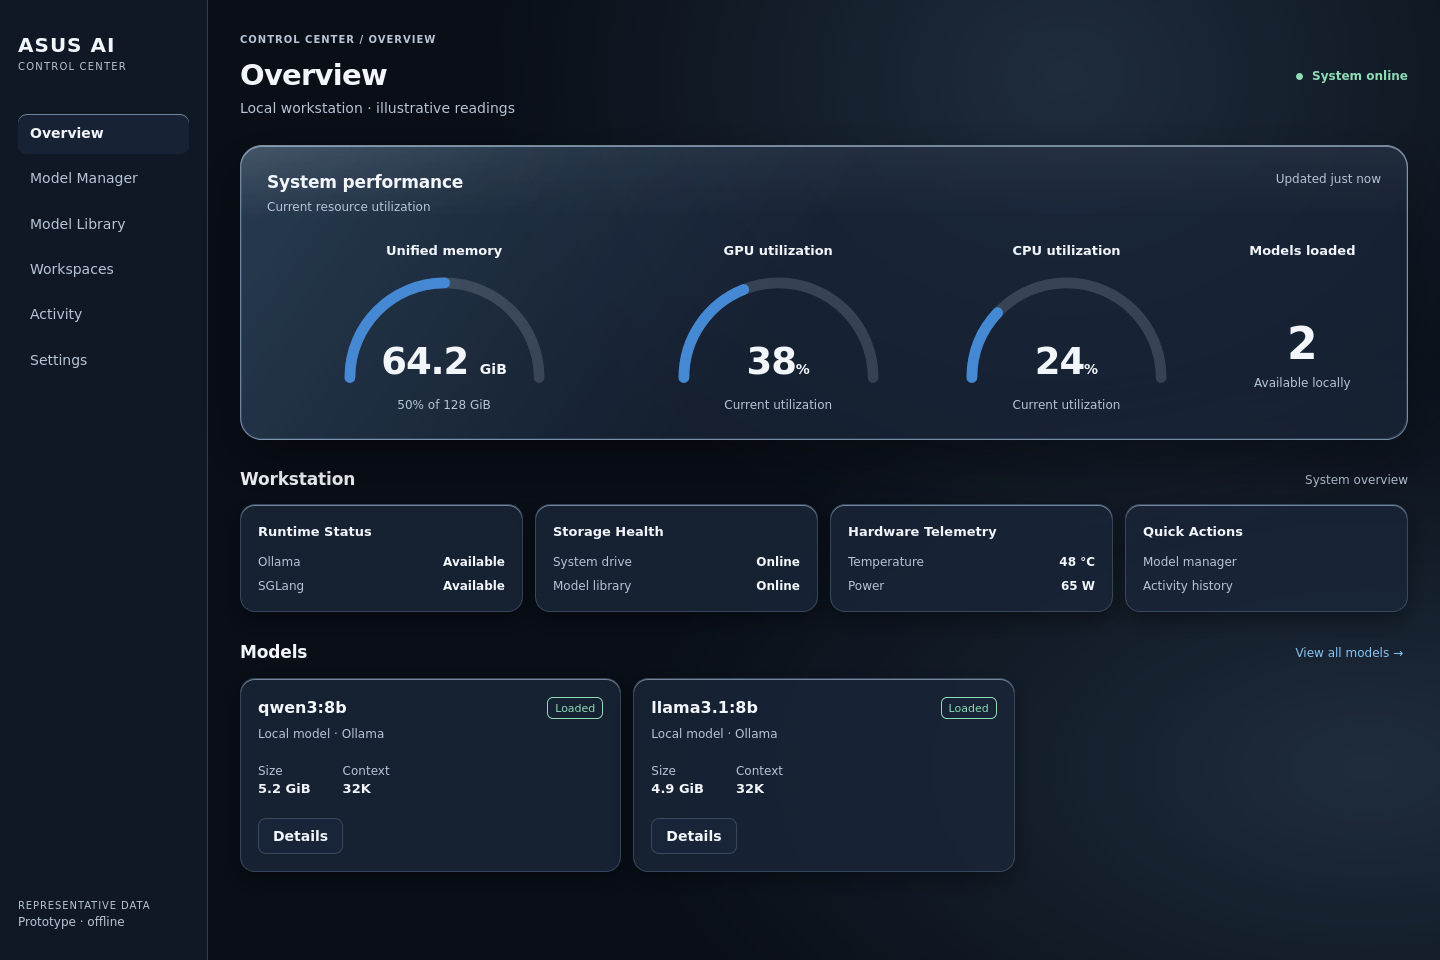 ASUS AI
CONTROL CENTER
Overview
Model Manager
Model Library
Workspaces
Activity
Settings
REPRESENTATIVE DATA
Prototype · offline
CONTROL CENTER / OVERVIEW
Overview
Local workstation · illustrative readings
System online
System performance
Current resource utilization
Updated just now
Unified memory
64.2 GiB
50% of 128 GiB
GPU utilization
38%
Current utilization
CPU utilization
24%
Current utilization
Models loaded
2
Available locally
Workstation
System overview
Runtime Status
Ollama Available
SGLang Available
Storage Health
System drive Online
Model library Online
Hardware Telemetry
Temperature 48 °C
Power 65 W
Quick Actions
Model manager
Activity history
Models
View all models →
qwen3:8b
Loaded
Local model · Ollama
Size Context
5.2 GiB 32K
Details
llama3.1:8b
Loaded
Local model · Ollama
Size Context
4.9 GiB 32K
Details